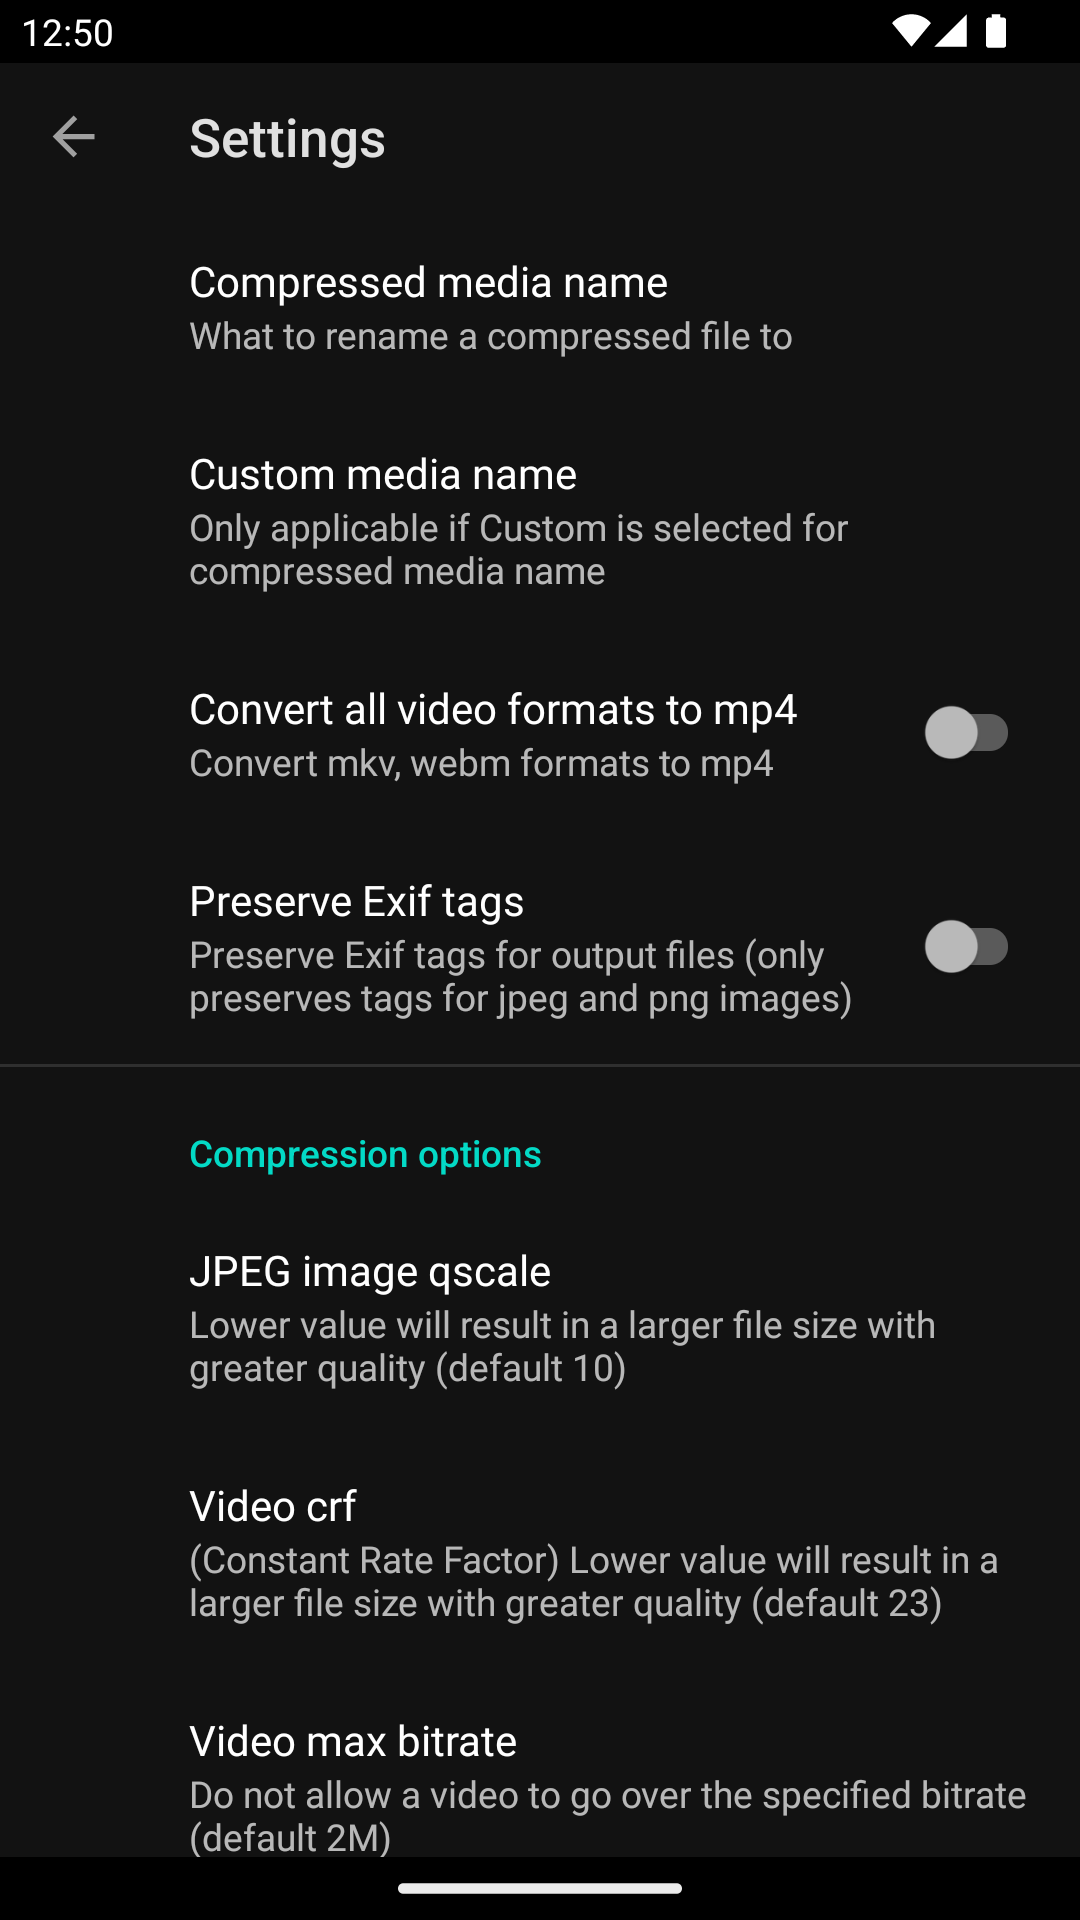 12:50
Settings
Compressed media name
What to rename a compressed file to
Custom media name
Only applicable if Custom is selected for
compressed media name
Convert all video formats to mp4
Convert mkv, webm formats to mp4
Preserve Exif tags
Preserve Exif tags for output files (only
preserves tags for jpeg and png images)
Compression options
JPEG image qscale
Lower value will result in a larger file size with
greater quality (default 10)
Video crf
(Constant Rate Factor) Lower value will result in a
larger file size with greater quality (default 23)
Video max bitrate
Do not allow a video to go over the specified bitrate
(default 2M)